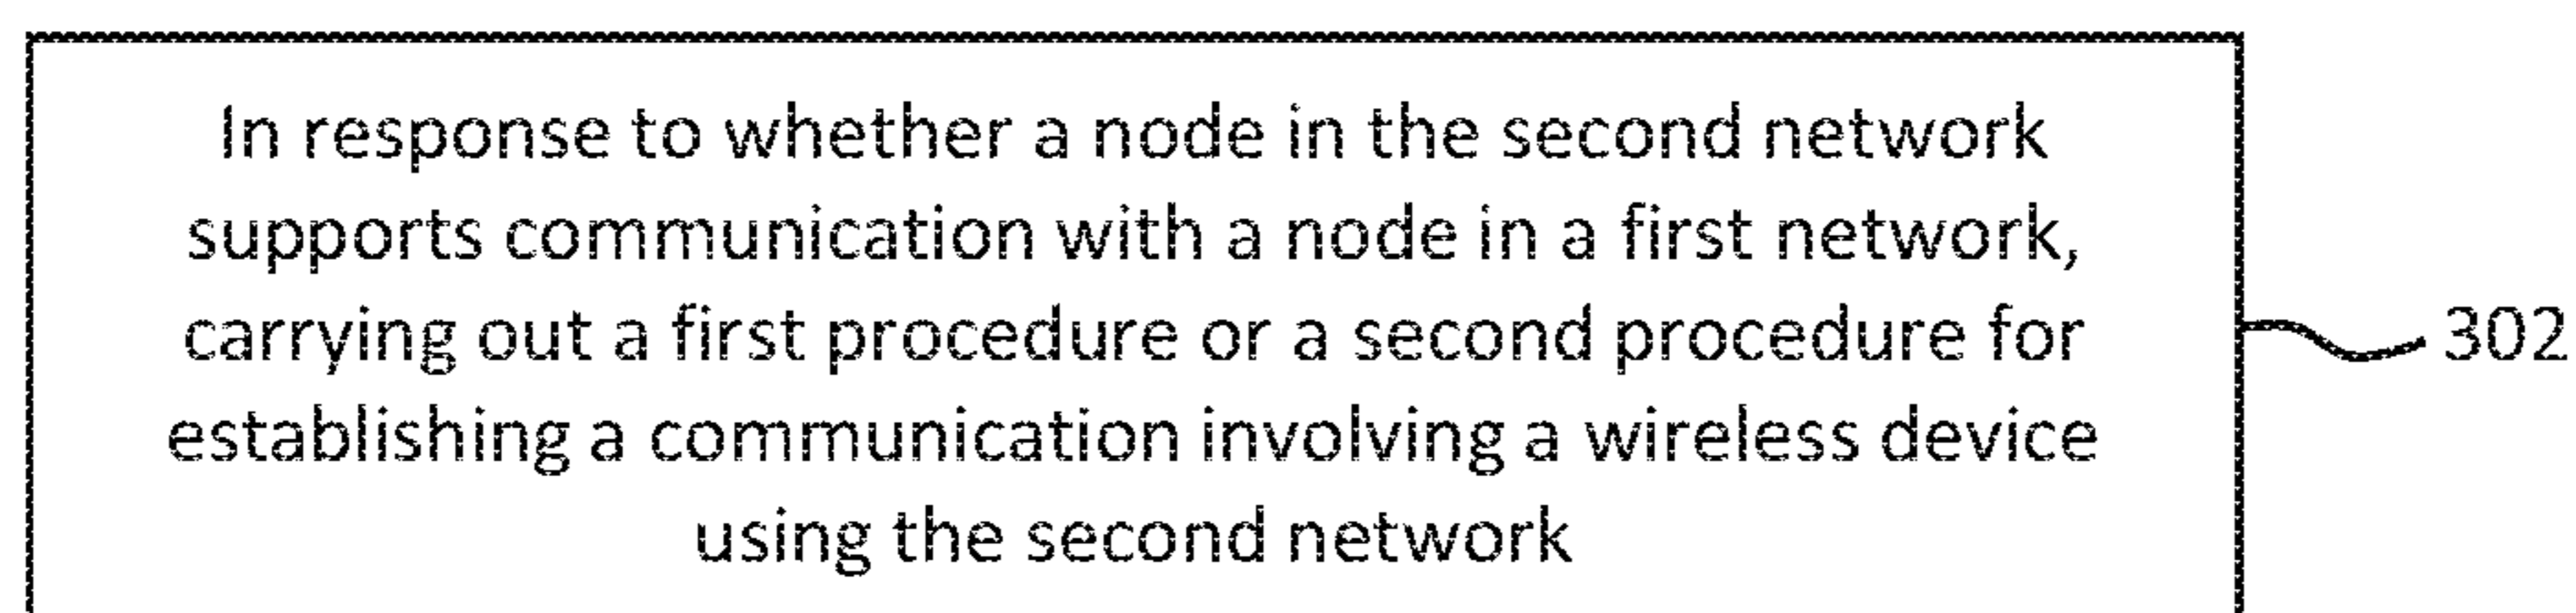 In response to whether a node in the second network
supports communication with a node in a first network,
carrying out a first procedure or a second procedure for
302
establishing a communication involving a wireless device
using the second network